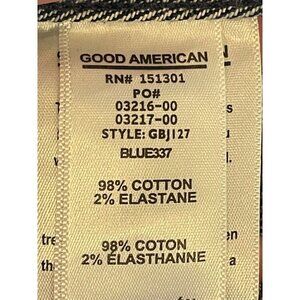 GOOD AMERICAN
RN# 151301
PO#
03216-00
03217-00
STYLE: GBJ127
BLUE337
98% COTTON
2% ELASTANE
98% COTON
2% ÉLASTHANNE